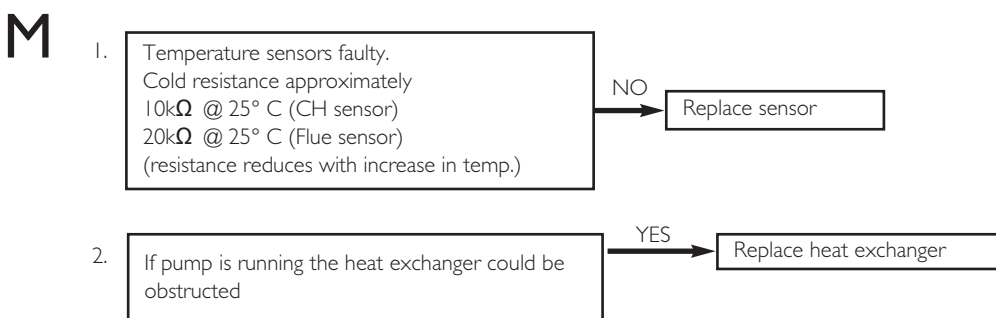 M
1.
Temperature sensors faulty.
Cold resistance approximately
10kΩ @ 25° C (CH sensor)
20kΩ @ 25° C (Flue sensor)
(resistance reduces with increase in temp.)
NO
Replace sensor
2.
If pump is running the heat exchanger could be
obstructed
YES
Replace heat exchanger